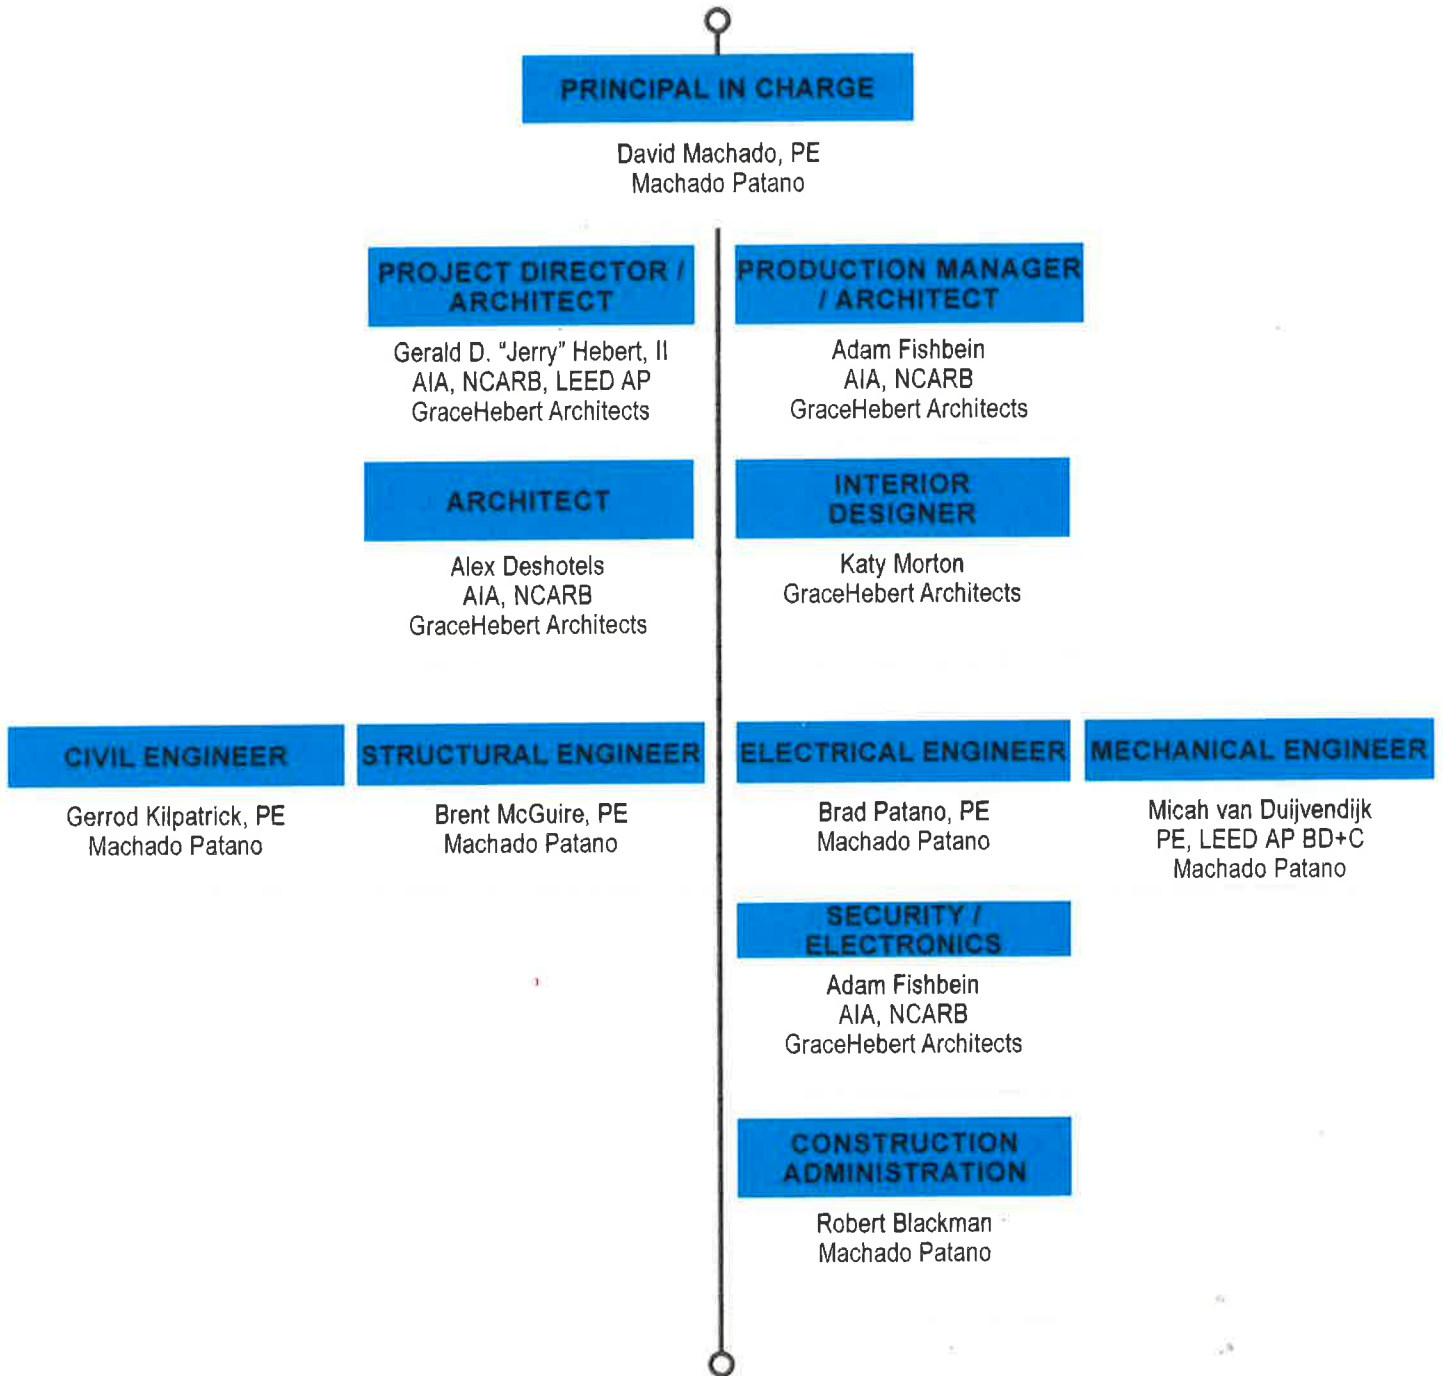 PRINCIPAL IN CHARGE
David Machado, PE
Machado Patano
PROJECT DIRECTOR /
ARCHITECT
Gerald D. “Jerry” Hebert, II
AIA, NCARB, LEED AP
GraceHebert Architects
PRODUCTION MANAGER
/ ARCHITECT
Adam Fishbein
AIA, NCARB
GraceHebert Architects
ARCHITECT
Alex Deshotels
AIA, NCARB
GraceHebert Architects
INTERIOR
DESIGNER
Katy Morton
GraceHebert Architects
CIVIL ENGINEER
Gerrod Kilpatrick, PE
Machado Patano
STRUCTURAL ENGINEER
Brent McGuire, PE
Machado Patano
ELECTRICAL ENGINEER
Brad Patano, PE
Machado Patano
MECHANICAL ENGINEER
Micah van Duijvendijk
PE, LEED AP BD+C
Machado Patano
SECURITY /
ELECTRONICS
Adam Fishbein
AIA, NCARB
GraceHebert Architects
CONSTRUCTION
ADMINISTRATION
Robert Blackman
Machado Patano